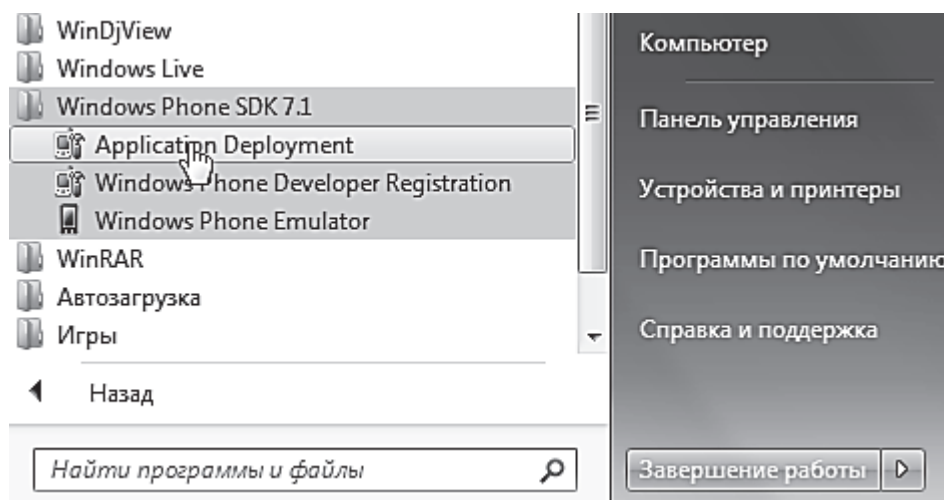 WinDjView
Windows Live
Windows Phone SDK 7.1
Application Deployment
Windows Phone Developer Registration
Windows Phone Emulator
WinRAR
Автозагрузка
Игры
Назад
Найти программы и файлы
Компьютер
Панель управления
Устройства и принтеры
Программы по умолчанию
Справка и поддержка
Завершение работы